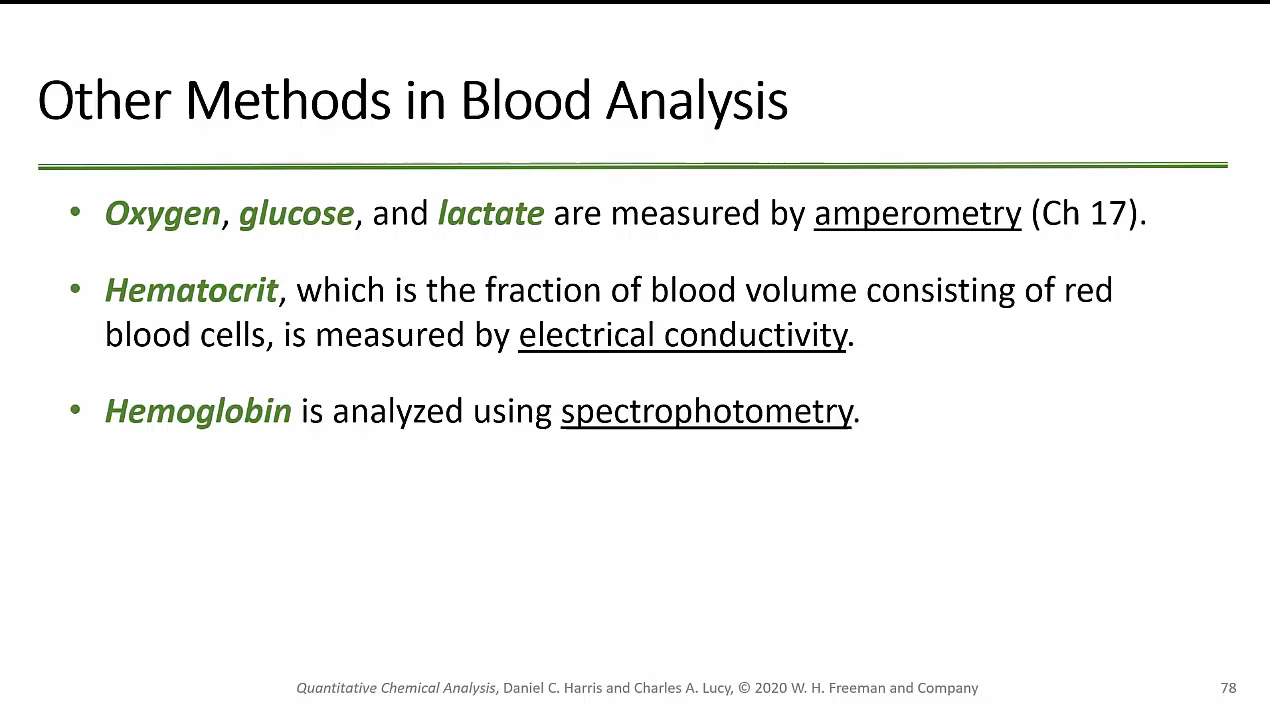 Other Methods in Blood Analysis
• Oxygen, glucose, and lactate are measured by amperometry (Ch 17).
• Hematocrit, which is the fraction of blood volume consisting of red
blood cells, is measured by electrical conductivity.
• Hemoglobin is analyzed using spectrophotometry.
Quantitative Chemical Analysis, Daniel C. Harris and Charles A. Lucy, © 2020 W. H. Freeman and Company
78